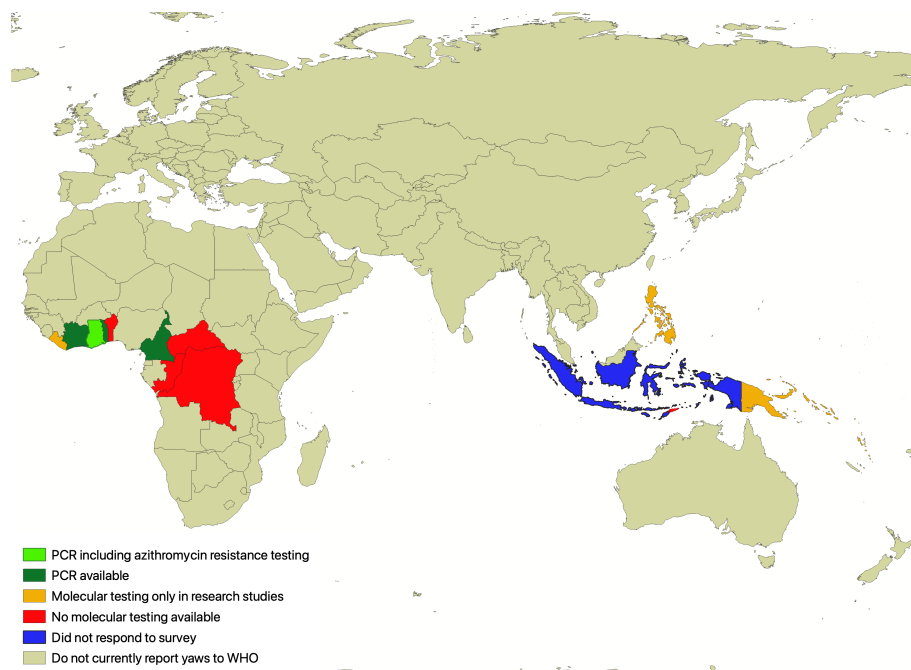 PCR including azithromycin resistance testing
PCR available
Molecular testing only in research studies
No molecular testing available
Did not respond to survey
Do not currently report yaws to WHO